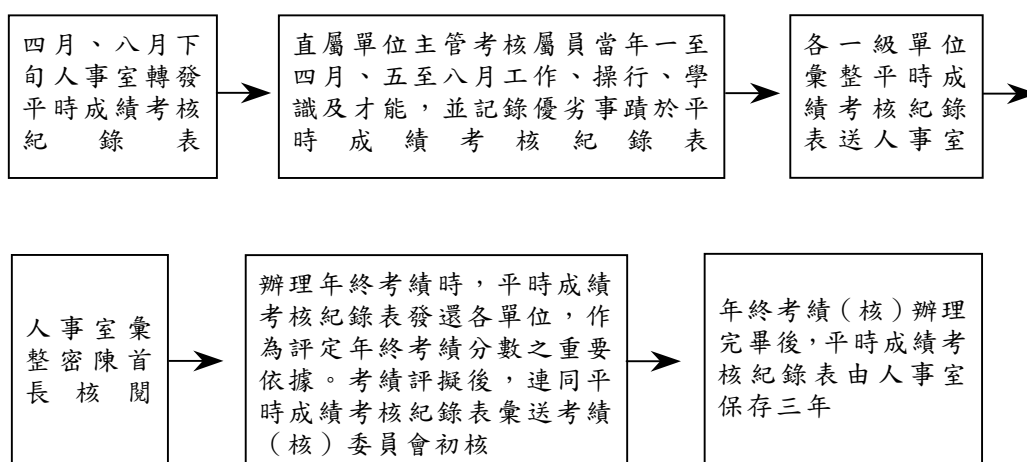 四月、八月下
旬人事室轉發
平時成績考核
紀錄表
直屬單位主管考核屬員當年一至
四月、五至八月工作、操行、學
識及才能，並記錄優劣事蹟於平
時成績考核紀錄表
各一級單位
彙整平時成
績考核紀錄
表送人事室
人事室彙
整密陳首
長核閱
辦理年終考績時，平時成績
考核紀錄表發還各單位，作
為評定年終考績分數之重要
依據。考績評擬後，連同平
時成績考核紀錄表彙送考績
（核）委員會初核
年終考績（核）辦理
完畢後，平時成績考
核紀錄表由人事室
保存三年